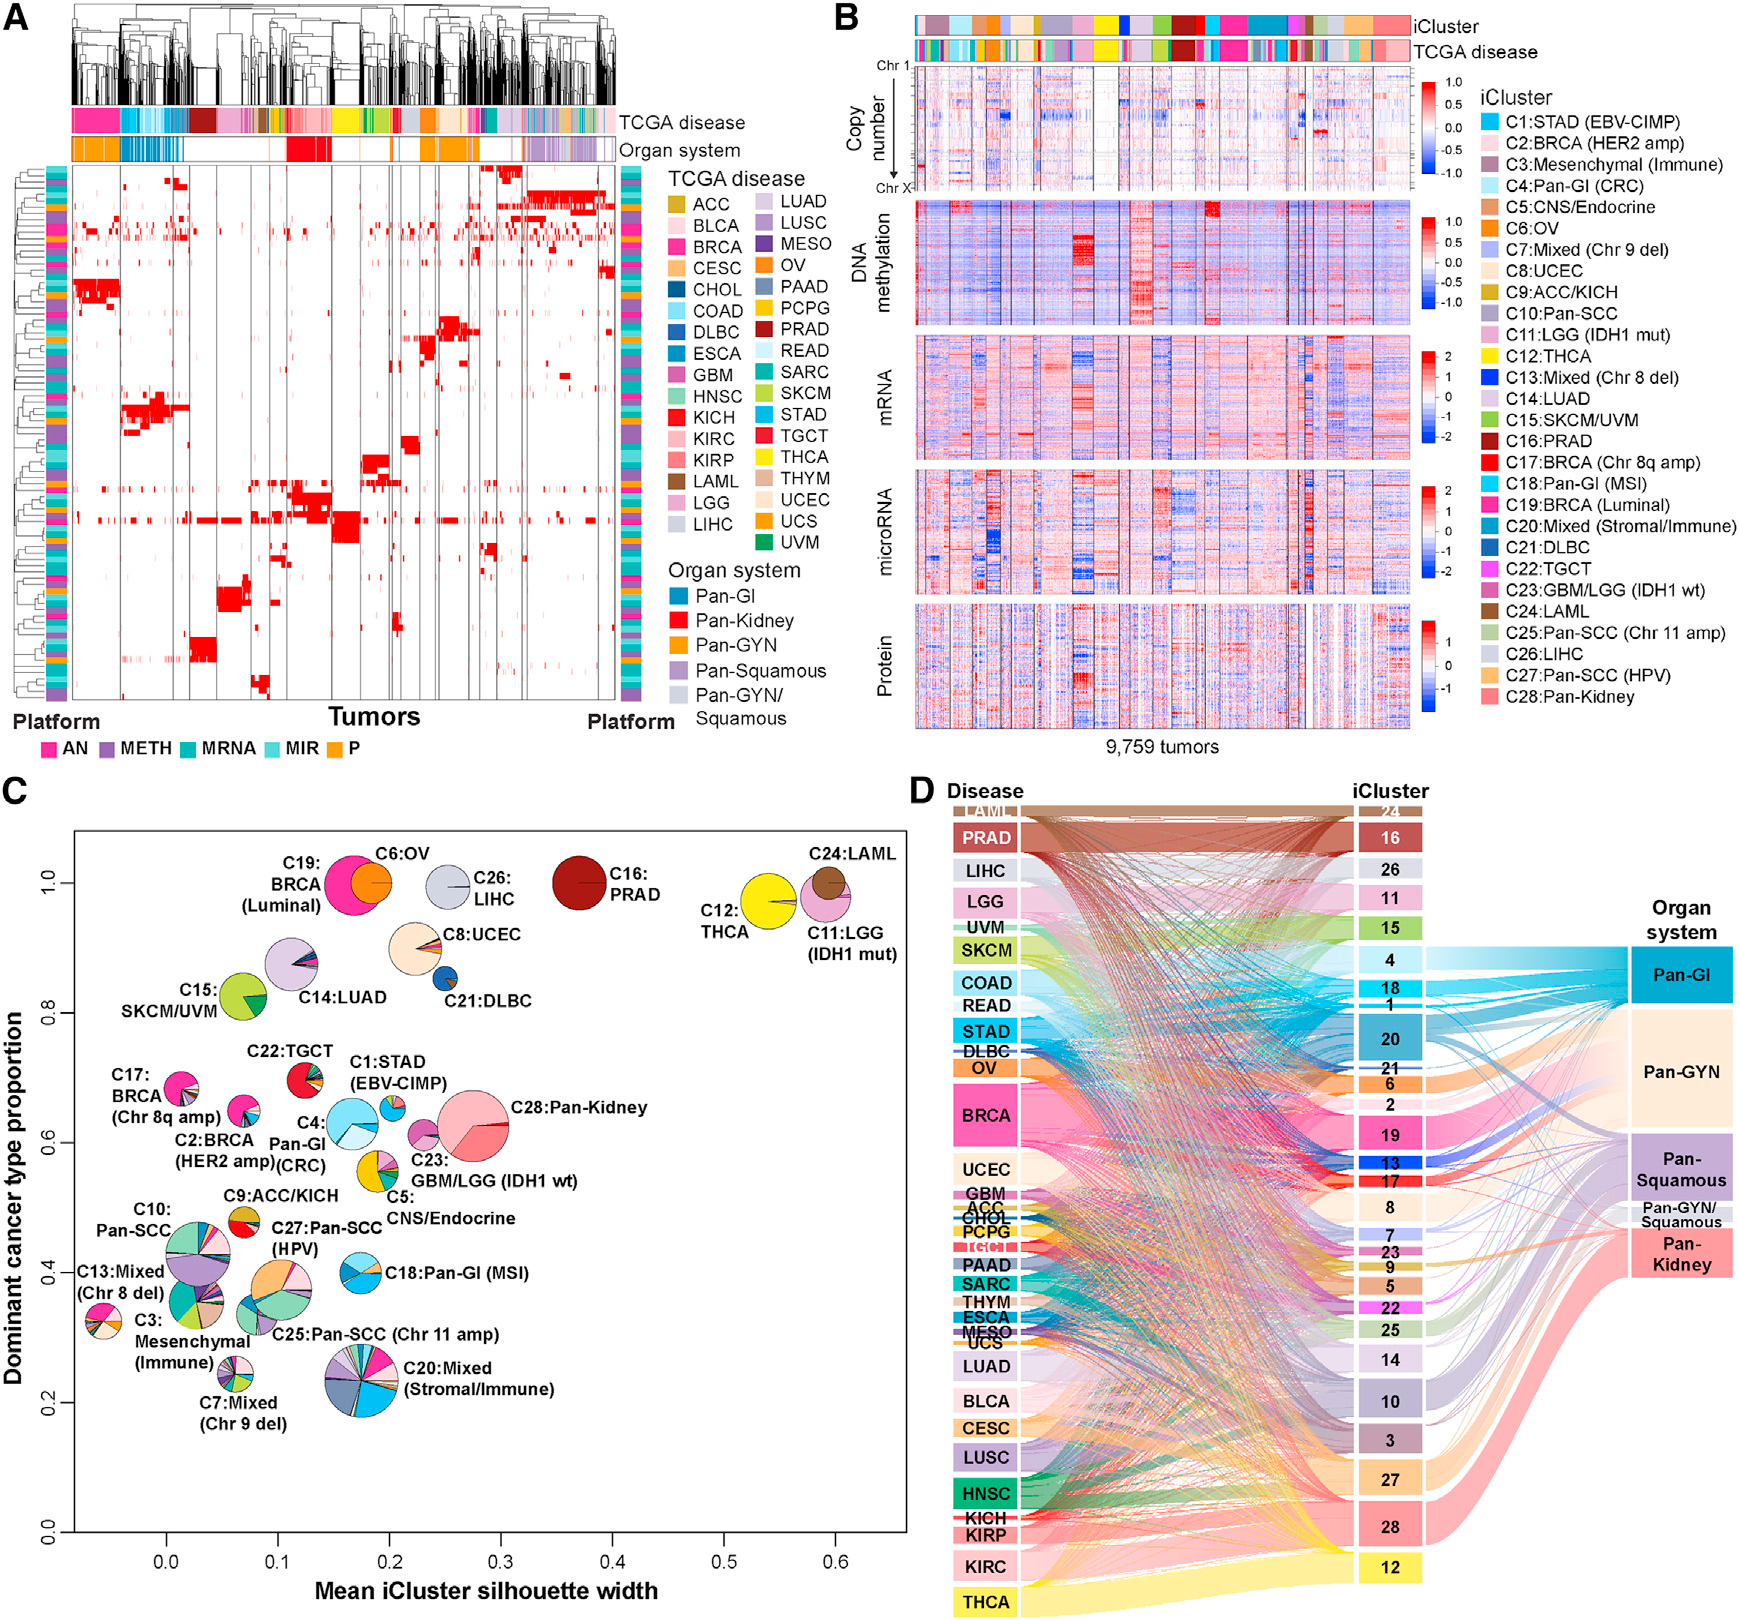 A
TCGA disease
Organ system
TCGA disease
ACC
BLCA
BRCA
CESC
CHOL
COAD
DLBC
ESCA
GBM
HNSC
KICH
KIRC
KIRP
LAML
LGG
LIHC
LUAD
LUSC
MESO
OV
PAAD
PCPG
PRAD
READ
SARC
SKCM
STAD
TGCT
THCA
THYM
UCEC
UCS
UVM
Organ system
Pan-GI
Pan-Kidney
Pan-GYN
Pan-Squamous
Pan-GYN/
Squamous
Platform
Tumors
Platform
AN
METH
MRNA
MIR
P
B
iCluster
TCGA disease
Chr 1
Copy
number
Chr X
1.0
0.5
0.0
-0.5
-1.0
DNA
methylation
1.0
0.5
0.0
-0.5
-1.0
mRNA
2
1
0
-1
-2
microRNA
2
1
0
-1
-2
Protein
1
0
-1
9,759 tumors
iCluster
C1:STAD (EBV-CIMP)
C2:BRCA (HER2 amp)
C3:Mesenchymal (Immune)
C4:Pan-GI (CRC)
C5:CNS/Endocrine
C6:OV
C7:Mixed (Chr 9 del)
C8:UCEC
C9:ACC/KICH
C10:Pan-SCC
C11:LGG (IDH1 mut)
C12:THCA
C13:Mixed (Chr 8 del)
C14:LUAD
C15:SKCM/UVM
C16:PRAD
C17:BRCA (Chr 8q amp)
C18:Pan-GI (MSI)
C19:BRCA (Luminal)
C20:Mixed (Stromal/Immune)
C21:DLBC
C22:TGCT
C23:GBM/LGG (IDH1 wt)
C24:LAML
C25:Pan-SCC (Chr 11 amp)
C26:LIHC
C27:Pan-SCC (HPV)
C28:Pan-Kidney
C
Dominant cancer type proportion
1.0
0.8
0.6
0.4
0.2
0.0
C19:
BRCA
(Luminal)
C6:OV
C26:
LIHC
C16:
PRAD
C12:
THCA
C24:LAML
C11:LGG
(IDH1 mut)
C8:UCEC
C21:DLBC
C14:LUAD
C15:
SKCM/UVM
C22:TGCT
C1:STAD
(EBV-CIMP)
C17:
BRCA
(Chr 8q amp)
C2:BRCA
(HER2 amp)
C4:
Pan-GI
(CRC)
C28:Pan-Kidney
C23:
GBM/LGG (IDH1 wt)
C5:
CNS/Endocrine
C9:ACC/KICH
C10:
Pan-SCC
C27:Pan-SCC
(HPV)
C18:Pan-GI (MSI)
C13:Mixed
(Chr 8 del)
C3:
Mesenchymal
(Immune)
C25:Pan-SCC (Chr 11 amp)
C20:Mixed
(Stromal/Immune)
C7:Mixed
(Chr 9 del)
0.0
0.1
0.2
0.3
0.4
0.5
0.6
Mean iCluster silhouette width
D
Disease
LAML
PRAD
LIHC
LGG
UVM
SKCM
COAD
READ
STAD
DLBC
OV
BRCA
UCEC
GBM
ACC
CHOL
PCPG
TGCT
PAAD
SARC
THYM
ESCA
MESO
UCS
LUAD
BLCA
CESC
LUSC
HNSC
KICH
KIRP
KIRC
THCA
iCluster
24
16
26
11
15
4
18
1
20
21
6
2
19
13
17
8
7
23
9
5
22
25
14
10
3
27
28
12
Organ
system
Pan-GI
Pan-GYN
Pan-
Squamous
Pan-GYN/
Squamous
Pan-
Kidney